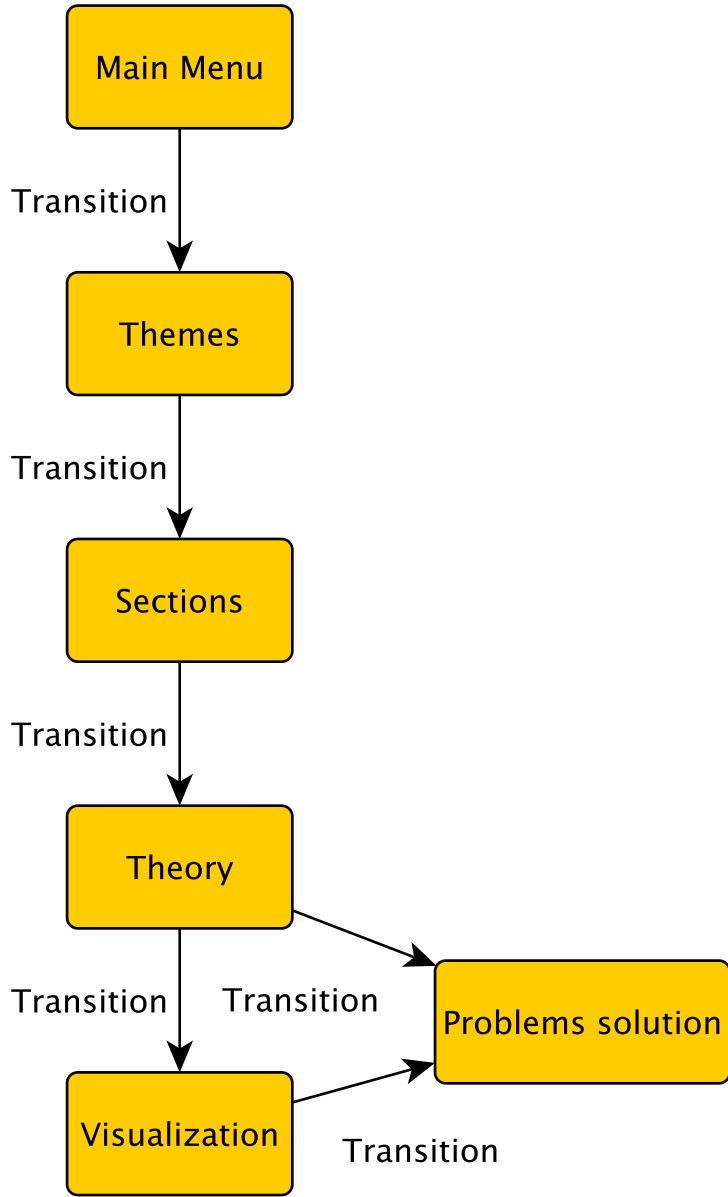 Main Menu
Transition
Themes
Transition
Sections
Transition
Theory
Transition
Transition
Problems solution
Visualization
Transition